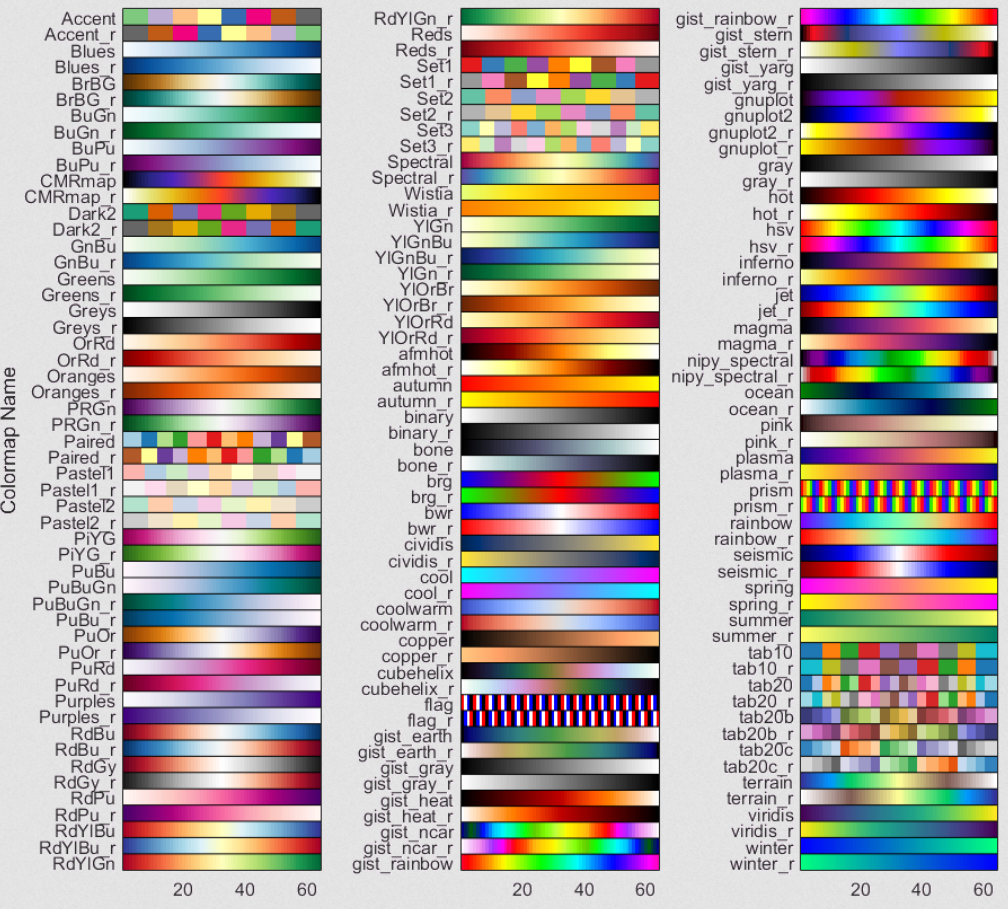 Colormap Name
Accent
Accent_r
Blues
Blues_r
BrBG
BrBG_r
BuGn
BuGn_r
BuPu
BuPu_r
CMRmap
CMRmap_r
Dark2
Dark2_r
GnBu
GnBu_r
Greens
Greens_r
Greys
Greys_r
OrRd
OrRd_r
Oranges
Oranges_r
PRGn
PRGn_r
Paired
Paired_r
Pastel1
Pastel1_r
Pastel2
Pastel2_r
PiYG
PiYG_r
PuBu
PuBuGn
PuBuGn_r
PuBu_r
PuOr
PuOr_r
PuRd
PuRd_r
Purples
Purples_r
RdBu
RdBu_r
RdGy
RdGy_r
RdPu
RdPu_r
RdYlBu
RdYlBu_r
RdYlGn
20 40 60
RdYlGn_r
Reds
Reds_r
Set1
Set1_r
Set2
Set2_r
Set3
Set3_r
Spectral
Spectral_r
Wistia
Wistia_r
YlGn
YlGnBu
YlGnBu_r
YlGn_r
YlOrBr
YlOrBr_r
YlOrRd
YlOrRd_r
afmhot
afmhot_r
autumn
autumn_r
binary
binary_r
bone
bone_r
brg
brg_r
bwr
bwr_r
cividis
cividis_r
cool
cool_r
coolwarm
coolwarm_r
copper
copper_r
cubehelix
cubehelix_r
flag
flag_r
gist_earth
gist_earth_r
gist_gray
gist_gray_r
gist_heat
gist_heat_r
gist_ncar
gist_ncar_r
gist_rainbow
20 40 60
gist_rainbow_r
gist_stern
gist_stern_r
gist_yarg
gist_yarg_r
gnuplot
gnuplot2
gnuplot2_r
gnuplot_r
gray
gray_r
hot
hot_r
hsv
hsv_r
inferno
inferno_r
jet
jet_r
magma
magma_r
nipy_spectral
nipy_spectral_r
ocean
ocean_r
pink
pink_r
plasma
plasma_r
prism
prism_r
rainbow
rainbow_r
seismic
seismic_r
spring
spring_r
summer
summer_r
tab10
tab10_r
tab20
tab20_r
tab20b
tab20b_r
tab20c
tab20c_r
terrain
terrain_r
viridis
viridis_r
winter
winter_r
20 40 60